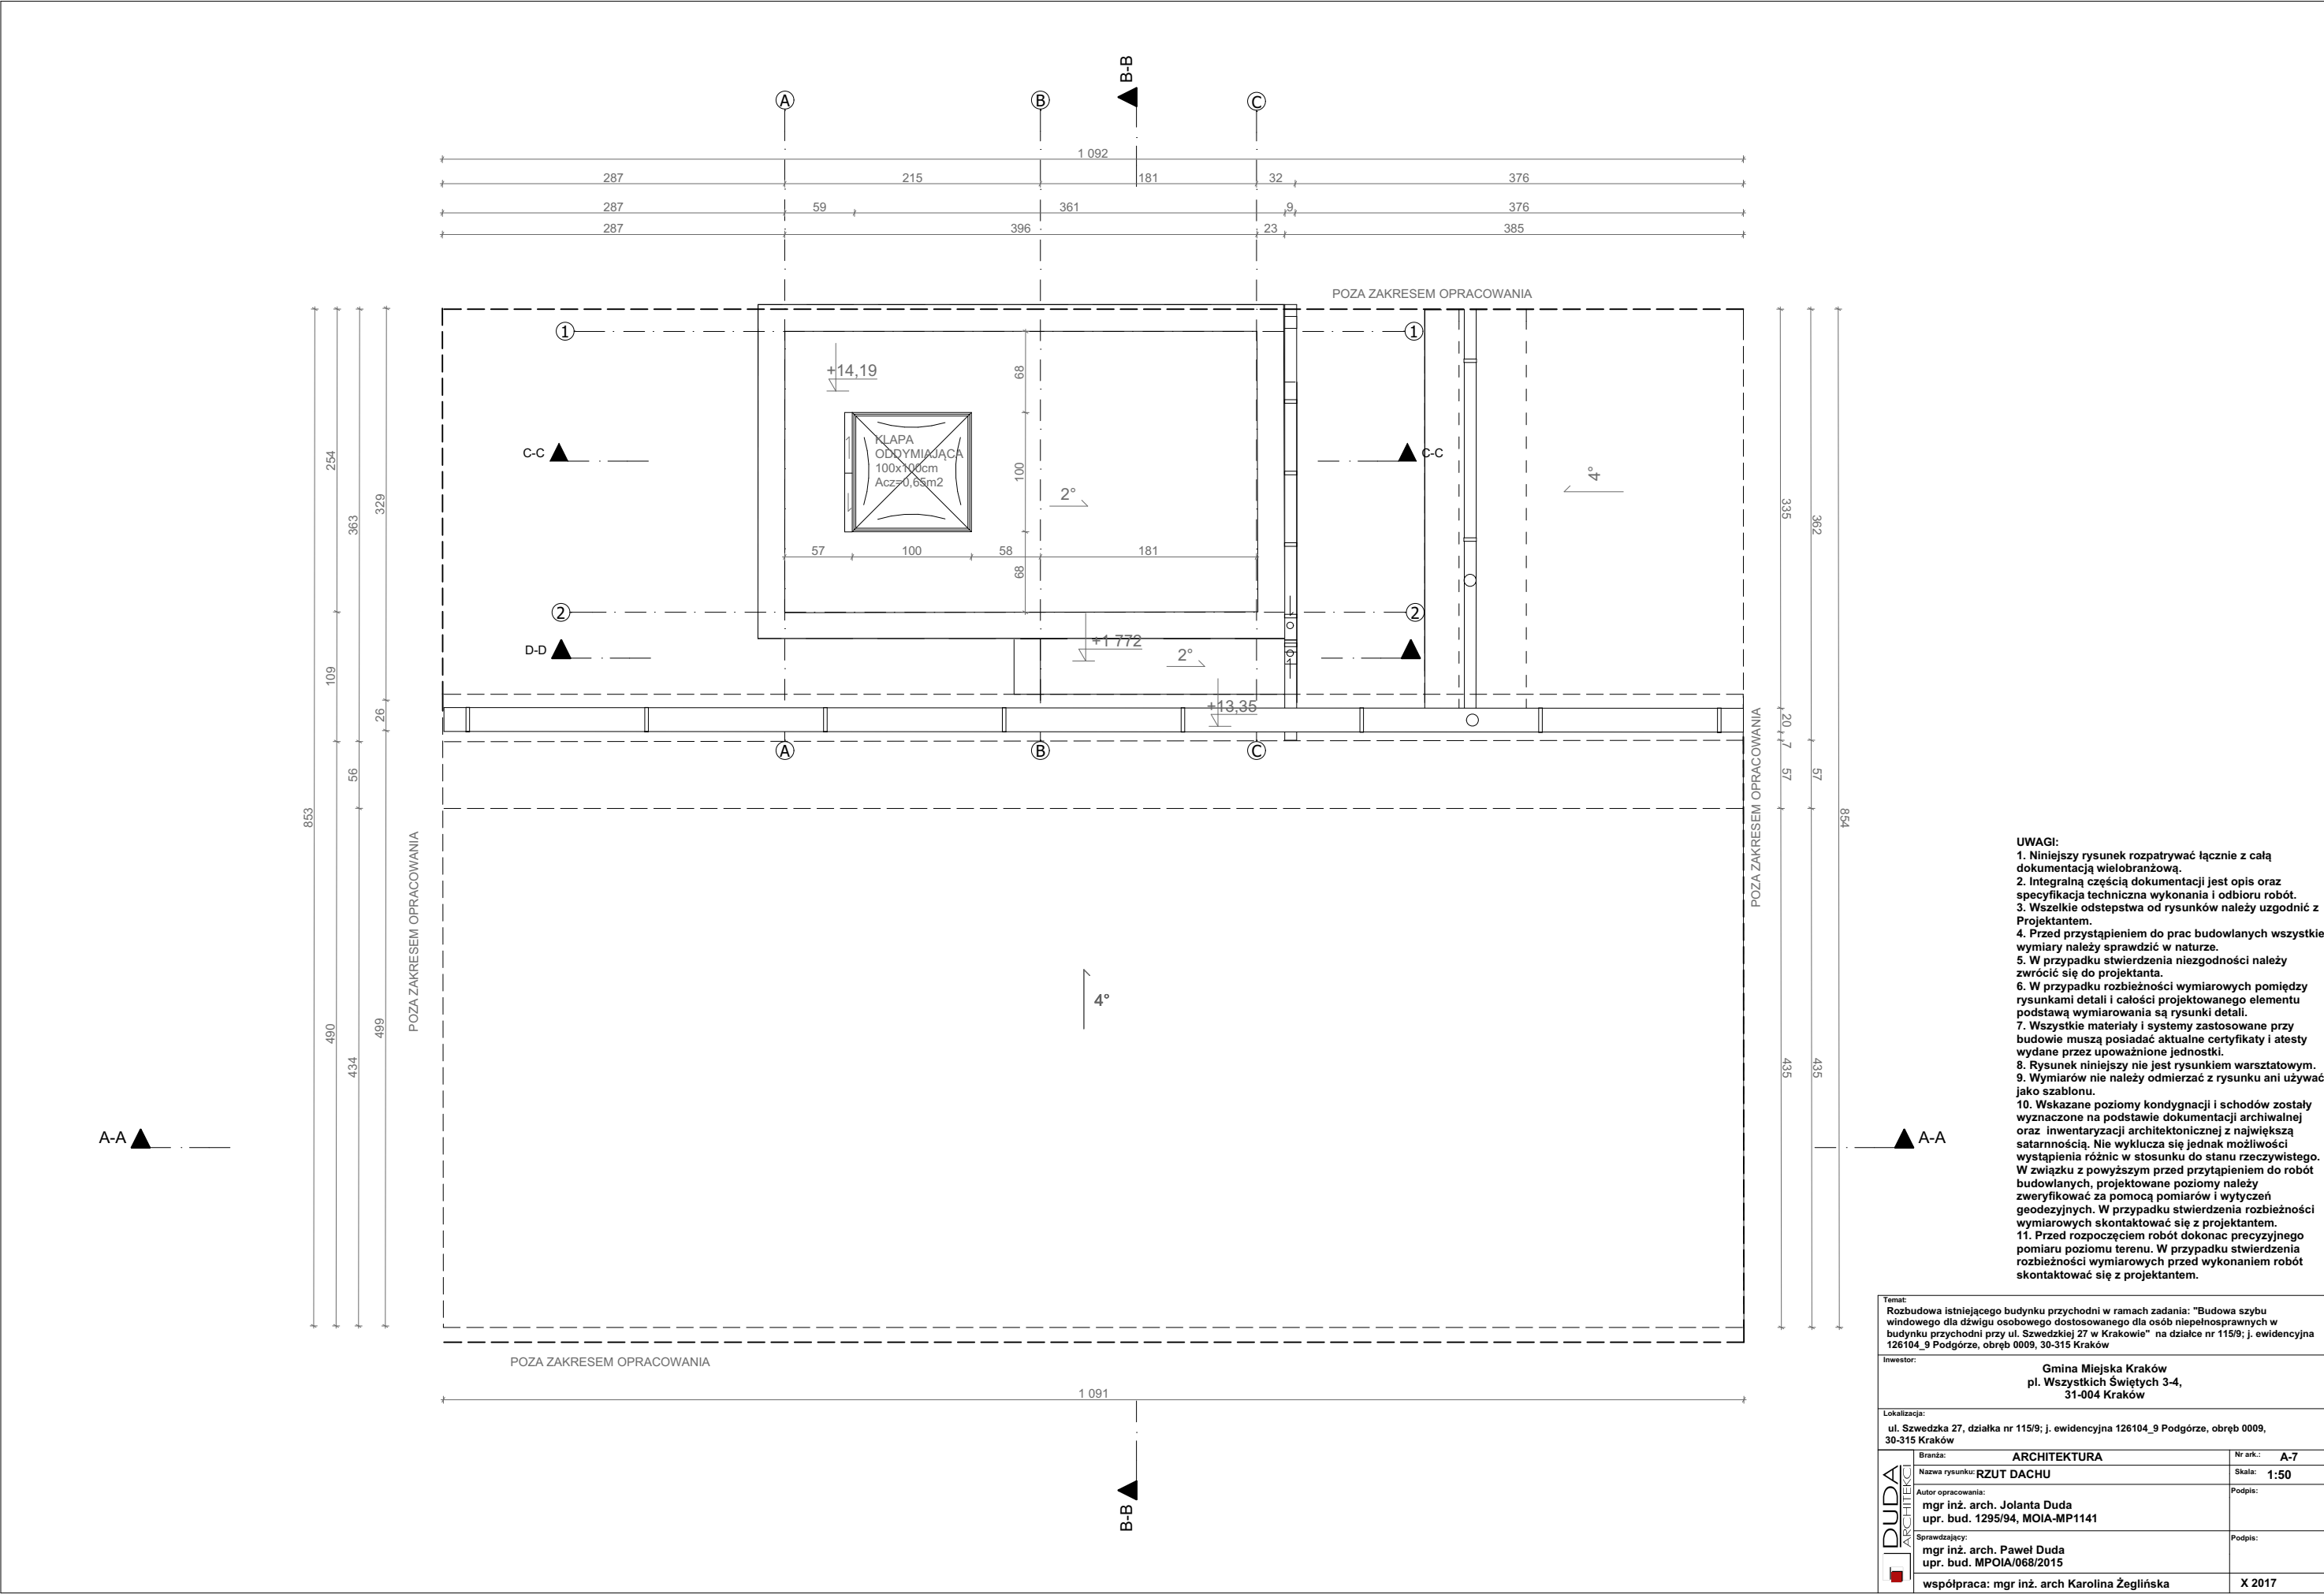 B-B
A
B
C
1 092
287
215
181
32
376
287
59
361
9
376
287
396
23
385
POZA ZAKRESEM OPRACOWANIA
1
1
+14,19
68
KLAPA
ODDYMIAJĄCA
100x100cm
Acz=0,65m2
100
2°
4°
C-C
C-C
57
100
58
181
68
2
2
D-D
+1 772
2°
+13,35
A
B
C
254
329
363
109
26
56
853
490
499
434
335
362
20
7
57
57
854
435
435
POZA ZAKRESEM OPRACOWANIA
POZA ZAKRESEM OPRACOWANIA
4°
A-A
A-A
POZA ZAKRESEM OPRACOWANIA
1 091
B-B
UWAGI:
1. Niniejszy rysunek rozpatrywać łącznie z całą
dokumentacją wielobranżową.
2. Integralną częścią dokumentacji jest opis oraz
specyfikacja techniczna wykonania i odbioru robót.
3. Wszelkie odstepstwa od rysunków należy uzgodnić z
Projektantem.
4. Przed przystąpieniem do prac budowlanych wszystkie
wymiary należy sprawdzić w naturze.
5. W przypadku stwierdzenia niezgodności należy
zwrócić się do projektanta.
6. W przypadku rozbieżności wymiarowych pomiędzy
rysunkami detali i całości projektowanego elementu
podstawą wymiarowania są rysunki detali.
7. Wszystkie materiały i systemy zastosowane przy
budowie muszą posiadać aktualne certyfikaty i atesty
wydane przez upoważnione jednostki.
8. Rysunek niniejszy nie jest rysunkiem warsztatowym.
9. Wymiarów nie należy odmierzać z rysunku ani używać
jako szablonu.
10. Wskazane poziomy kondygnacji i schodów zostały
wyznaczone na podstawie dokumentacji archiwalnej
oraz inwentaryzacji architektonicznej z największą
satarnnością. Nie wyklucza się jednak możliwości
wystąpienia różnic w stosunku do stanu rzeczywistego.
W związku z powyższym przed przytąpieniem do robót
budowlanych, projektowane poziomy należy
zweryfikować za pomocą pomiarów i wytyczeń
geodezyjnych. W przypadku stwierdzenia rozbieżności
wymiarowych skontaktować się z projektantem.
11. Przed rozpoczęciem robót dokonac precyzyjnego
pomiaru poziomu terenu. W przypadku stwierdzenia
rozbieżności wymiarowych przed wykonaniem robót
skontaktować się z projektantem.
Temat:
Rozbudowa istniejącego budynku przychodni w ramach zadania: "Budowa szybu
windowego dla dźwigu osobowego dostosowanego dla osób niepełnosprawnych w
budynku przychodni przy ul. Szwedzkiej 27 w Krakowie" na działce nr 115/9; j. ewidencyjna
126104_9 Podgórze, obręb 0009, 30-315 Kraków
Inwestor:
Gmina Miejska Kraków
pl. Wszystkich Świętych 3-4,
31-004 Kraków
Lokalizacja:
ul. Szwedzka 27, działka nr 115/9; j. ewidencyjna 126104_9 Podgórze, obręb 0009,
30-315 Kraków
DUDA
ARCHITEKCI
Branża: ARCHITEKTURA
Nr ark.: A-7
Nazwa rysunku: RZUT DACHU
Skala: 1:50
Autor opracowania:
mgr inż. arch. Jolanta Duda
upr. bud. 1295/94, MOIA-MP1141
Podpis:
Sprawdzający:
mgr inż. arch. Paweł Duda
upr. bud. MPOIA/068/2015
Podpis:
współpraca: mgr inż. arch Karolina Żeglińska
X 2017